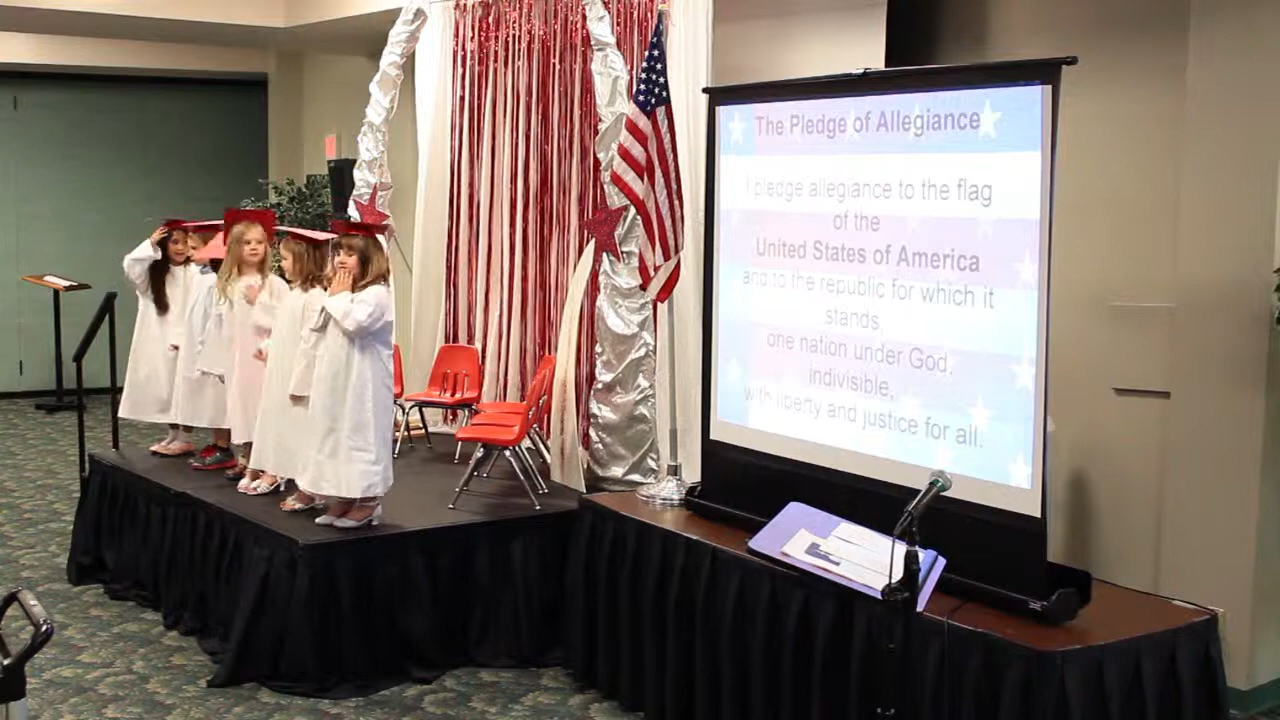 The Pledge of Allegiance
I pledge allegiance to the flag
of the
United States of America
and to the republic for which it
stands,
one nation under God,
indivisible,
with liberty and justice for all.